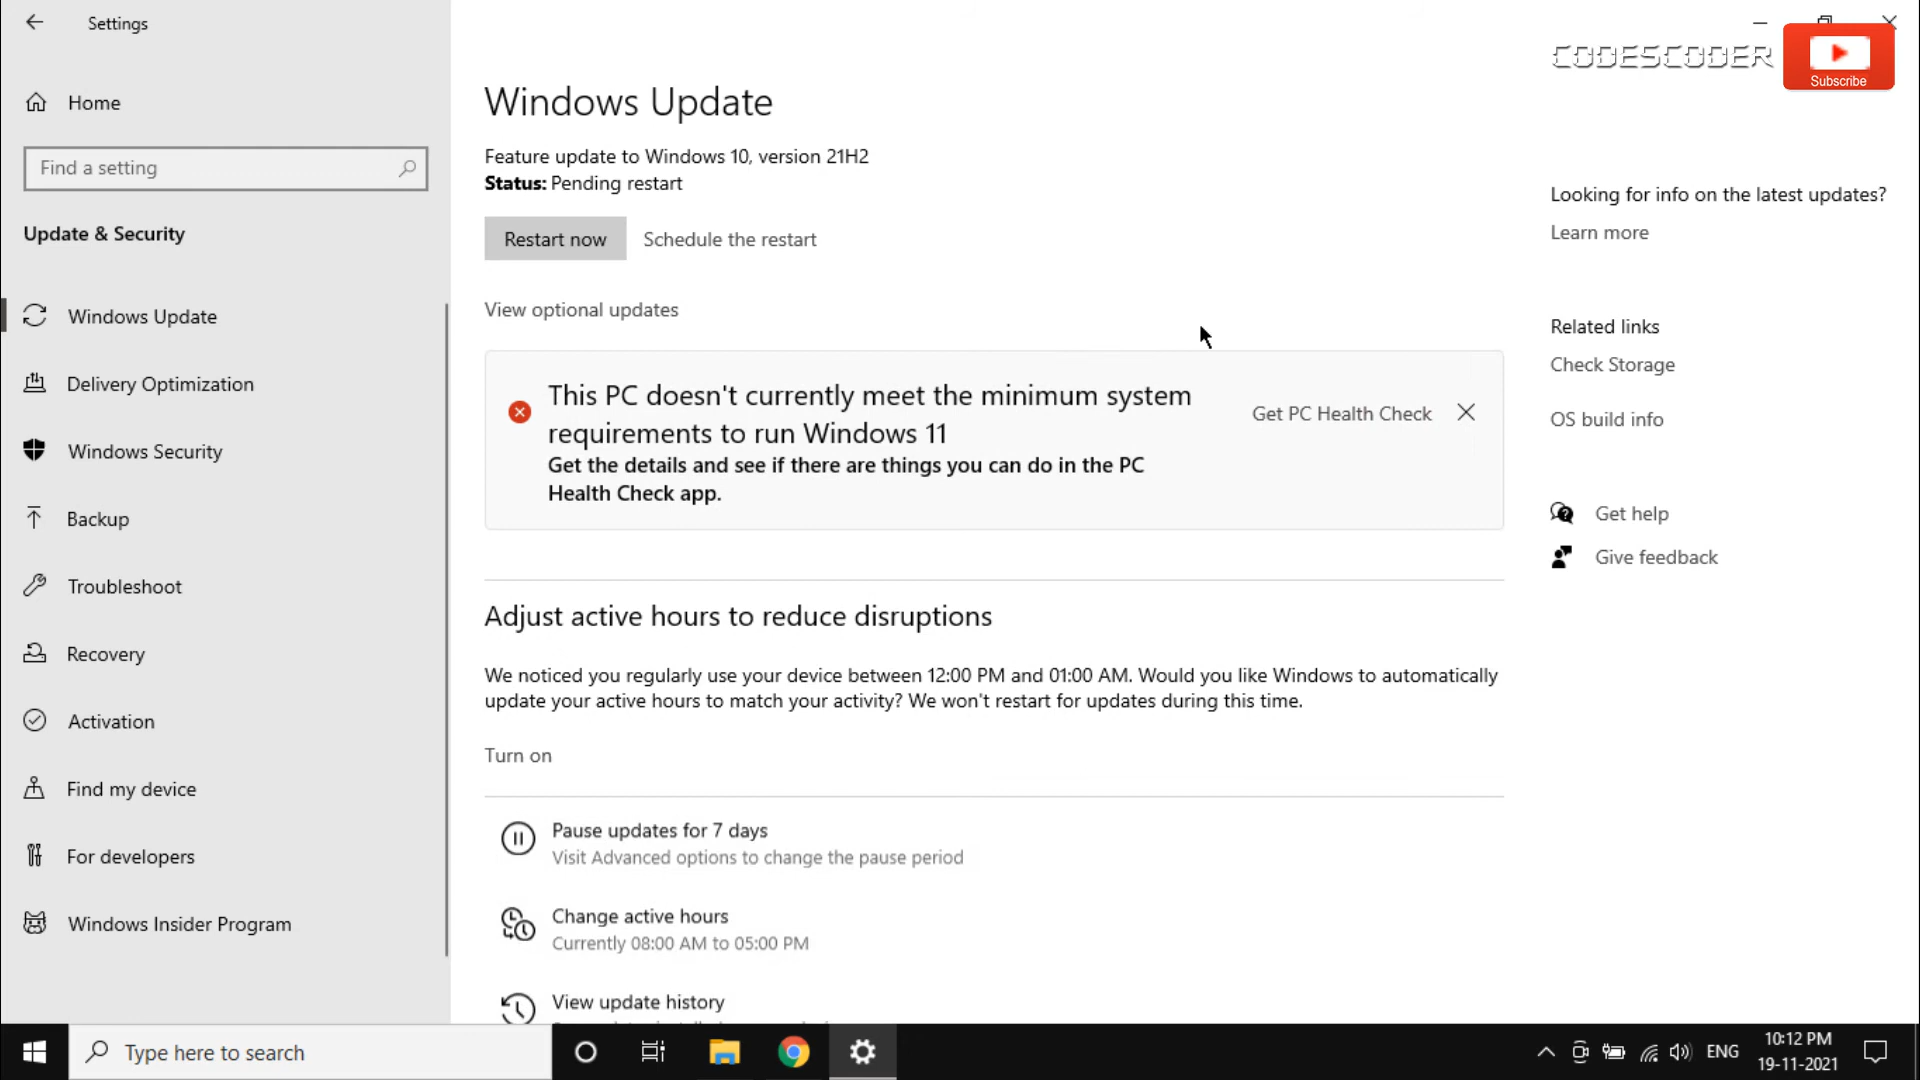 Settings
CODESCODER
Subscribe
Home
Find a setting
Update & Security
Windows Update
Delivery Optimization
Windows Security
Backup
Troubleshoot
Recovery
Activation
Find my device
For developers
Windows Insider Program
Windows Update
Feature update to Windows 10, version 21H2
Status: Pending restart
Restart now
Schedule the restart
View optional updates
This PC doesn't currently meet the minimum system
requirements to run Windows 11
Get the details and see if there are things you can do in the PC
Health Check app.
Get PC Health Check
Adjust active hours to reduce disruptions
We noticed you regularly use your device between 12:00 PM and 01:00 AM. Would you like Windows to automatically
update your active hours to match your activity? We won't restart for updates during this time.
Turn on
Pause updates for 7 days
Visit Advanced options to change the pause period
Change active hours
Currently 08:00 AM to 05:00 PM
View update history
Looking for info on the latest updates?
Learn more
Related links
Check Storage
OS build info
Get help
Give feedback
Type here to search
ENG
10:12 PM
19-11-2021